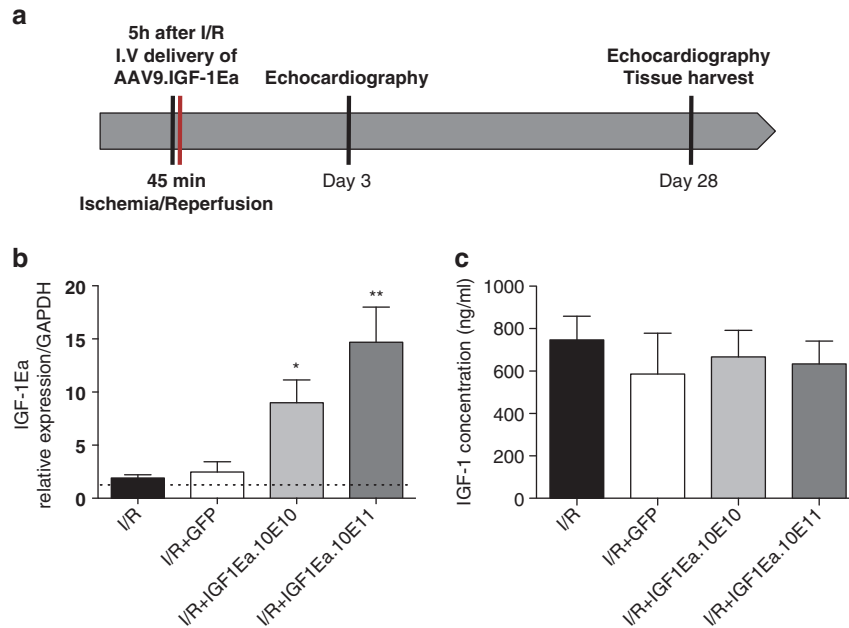 a
5h after I/R
I.V delivery of
AAV9.IGF-1Ea
Echocardiography
Echocardiography
Tissue harvest
45 min
Ischemia/Reperfusion
Day 3
Day 28
b
IGF-1Ea
relative expression/GAPDH
20
15
10
5
0
*
**
I/R
I/R+GFP
I/R+IGF1Ea.10E10
I/R+IGF1Ea.10E11
c
IGF-1 concentration (ng/ml)
1000
800
600
400
200
0
I/R
I/R+GFP
I/R+IGF1Ea.10E10
I/R+IGF1Ea.10E11